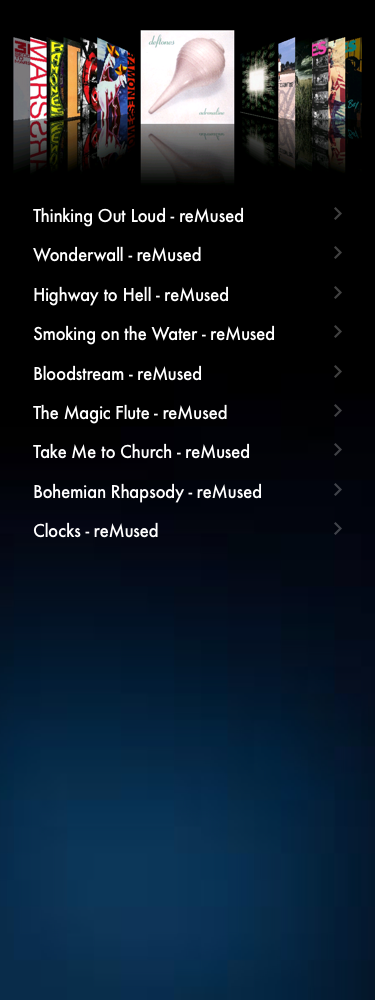 deftones
adrenaline
MARS
Thinking Out Loud - reMused
Wonderwall - reMused
Highway to Hell - reMused
Smoking on the Water - reMused
Bloodstream - reMused
The Magic Flute - reMused
Take Me to Church - reMused
Bohemian Rhapsody - reMused
Clocks - reMused